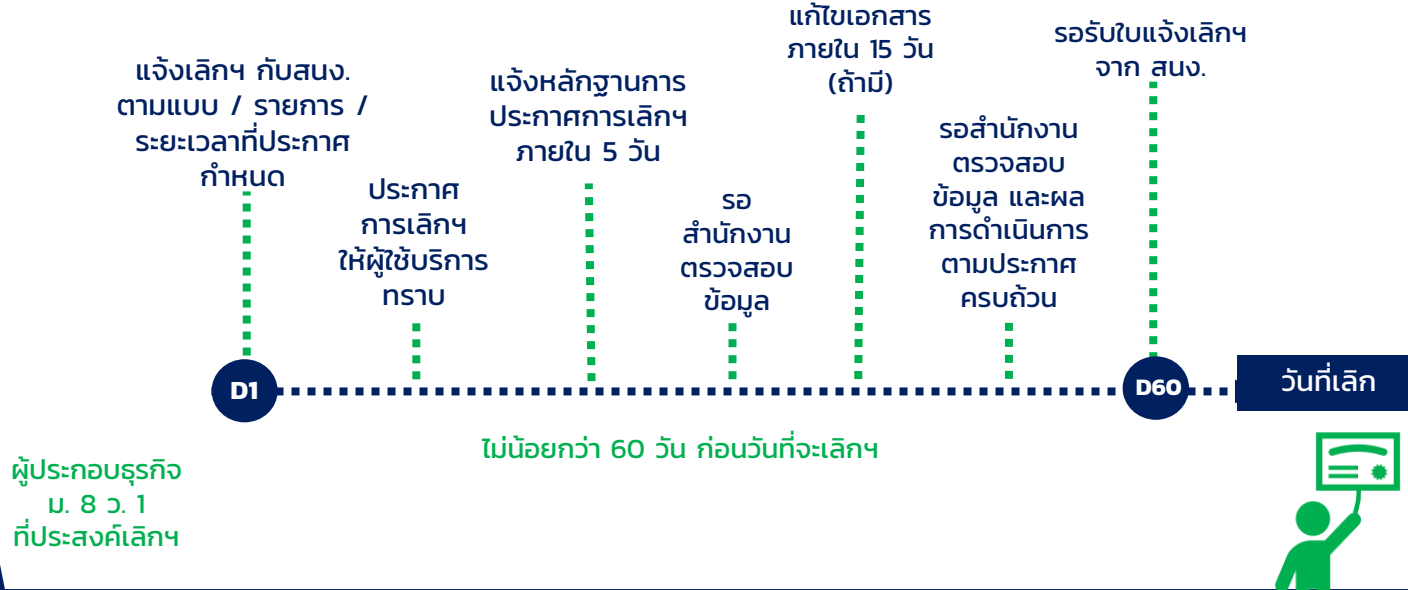 แจ้งเลิกฯ กับสนง.
ตามแบบ / รายการ /
ระยะเวลาที่ประกาศ
กำหนด
ประกาศ
การเลิกฯ
ให้ผู้ใช้บริการ
ทราบ
แจ้งหลักฐานการ
ประกาศการเลิกฯ
ภายใน 5 วัน
รอ
สำนักงาน
ตรวจสอบ
ข้อมูล
แก้ไขเอกสาร
ภายใน 15 วัน
(ถ้ามี)
รอสำนักงาน
ตรวจสอบ
ข้อมูล และผล
การดำเนินการ
ตามประกาศ
ครบถ้วน
รอรับใบแจ้งเลิกฯ
จาก สนง.
D1
D60
วันที่เลิก
ไม่น้อยกว่า 60 วัน ก่อนวันที่จะเลิกฯ
ผู้ประกอบธุรกิจ
ม. 8 ว. 1
ที่ประสงค์เลิกฯ